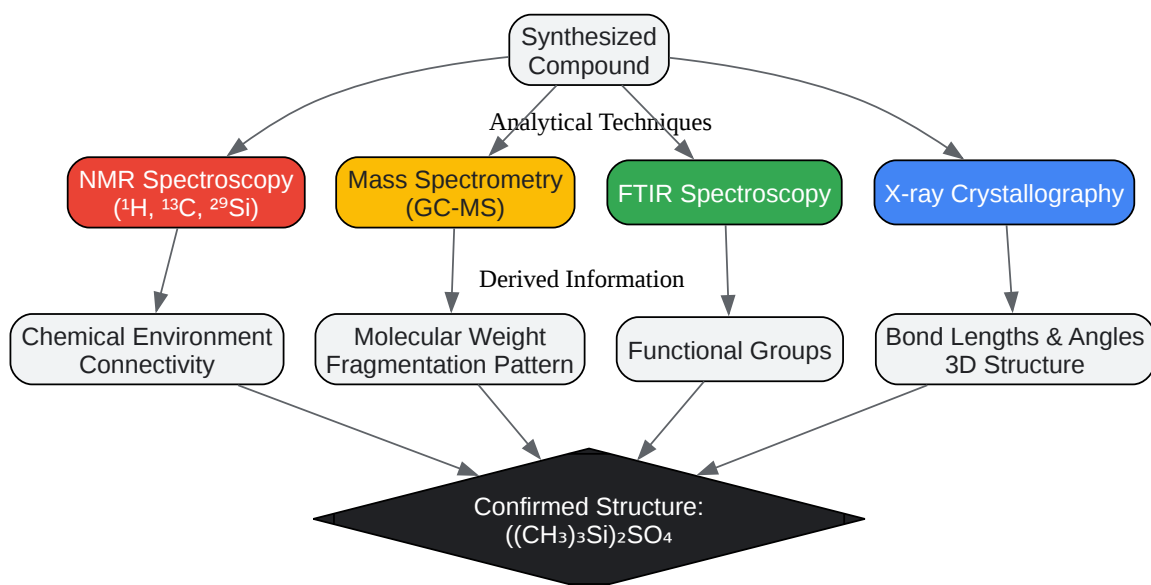 Synthesized
Compound
Analytical Techniques
NMR Spectroscopy
(¹H, ¹³C, ²⁹Si)
Mass Spectrometry
(GC-MS)
FTIR Spectroscopy
X-ray Crystallography
Derived Information
Chemical Environment
Connectivity
Molecular Weight
Fragmentation Pattern
Functional Groups
Bond Lengths & Angles
3D Structure
Confirmed Structure:
((CH₃)₃Si)₂SO₄